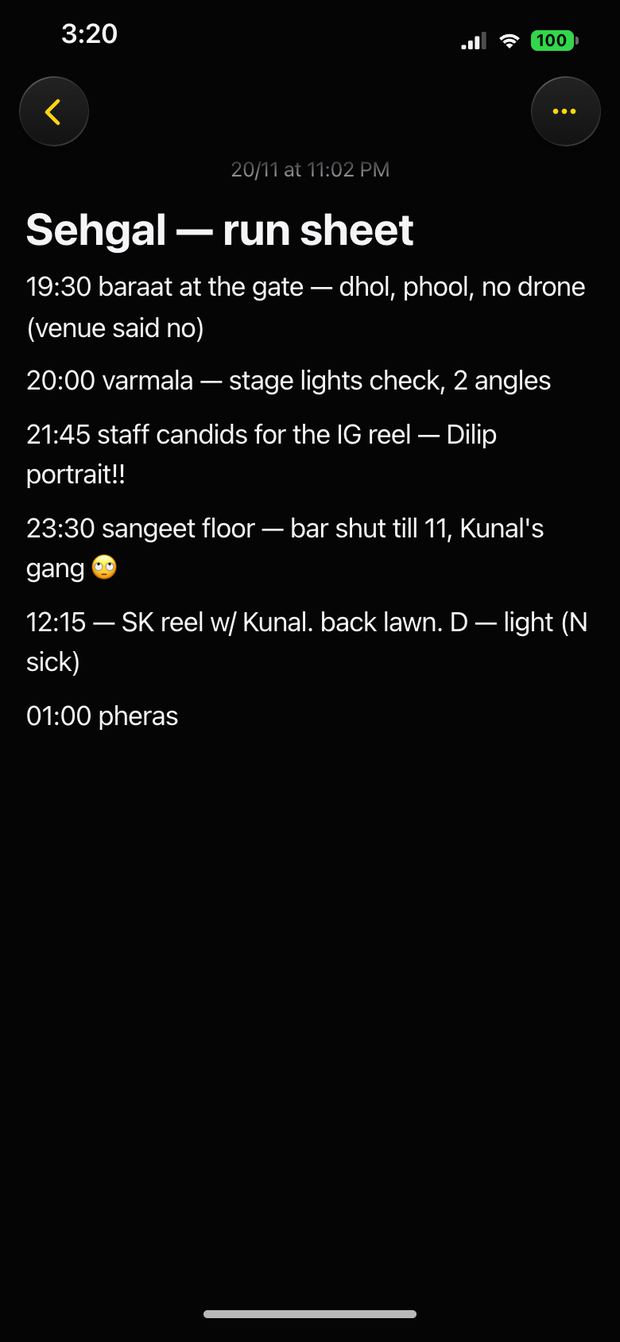 3:20
100
20/11 at 11:02 PM
Sehgal — run sheet
19:30 baraat at the gate — dhol, phool, no drone
(venue said no)
20:00 varmala — stage lights check, 2 angles
21:45 staff candids for the IG reel — Dilip
portrait!!
23:30 sangeet floor — bar shut till 11, Kunal's
gang 🙄
12:15 — SK reel w/ Kunal. back lawn. D — light (N
sick)
01:00 pheras